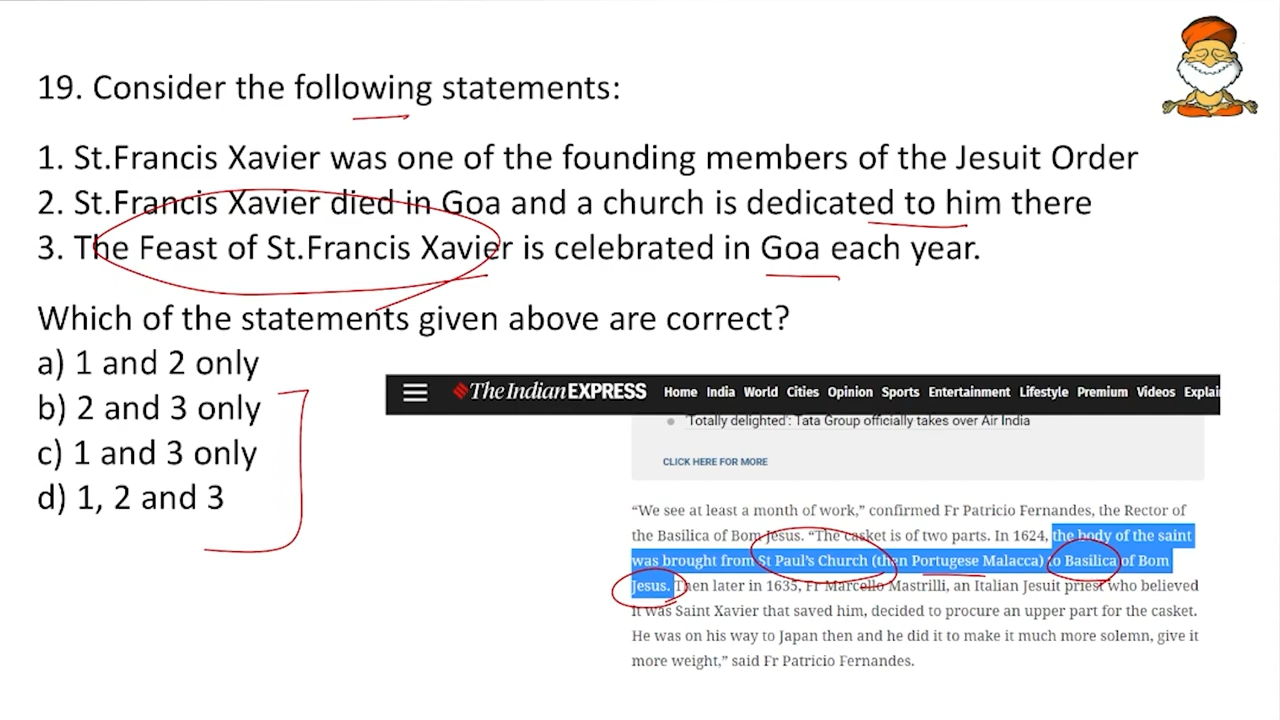 19. Consider the following statements:
1. St.Francis Xavier was one of the founding members of the Jesuit Order
2. St.Francis Xavier died in Goa and a church is dedicated to him there
3. The Feast of St.Francis Xavier is celebrated in Goa each year.
Which of the statements given above are correct?
a) 1 and 2 only
b) 2 and 3 only
c) 1 and 3 only
d) 1, 2 and 3
The Indian EXPRESS Home India World Cities Opinion Sports Entertainment Lifestyle Premium Videos Explai
'Totally delighted': Tata Group officially takes over Air India
CLICK HERE FOR MORE
“We see at least a month of work,” confirmed Fr Patricio Fernandes, the Rector of
the Basilica of Bom Jesus. “The casket is of two parts. In 1624, the body of the saint
was brought from St Paul’s Church (then Portugese Malacca) to Basilica of Bom
Jesus. Then later in 1635, Fr Marcello Mastrilli, an Italian Jesuit priest who believed
it was Saint Xavier that saved him, decided to procure an upper part for the casket.
He was on his way to Japan then and he did it to make it much more solemn, give it
more weight,” said Fr Patricio Fernandes.